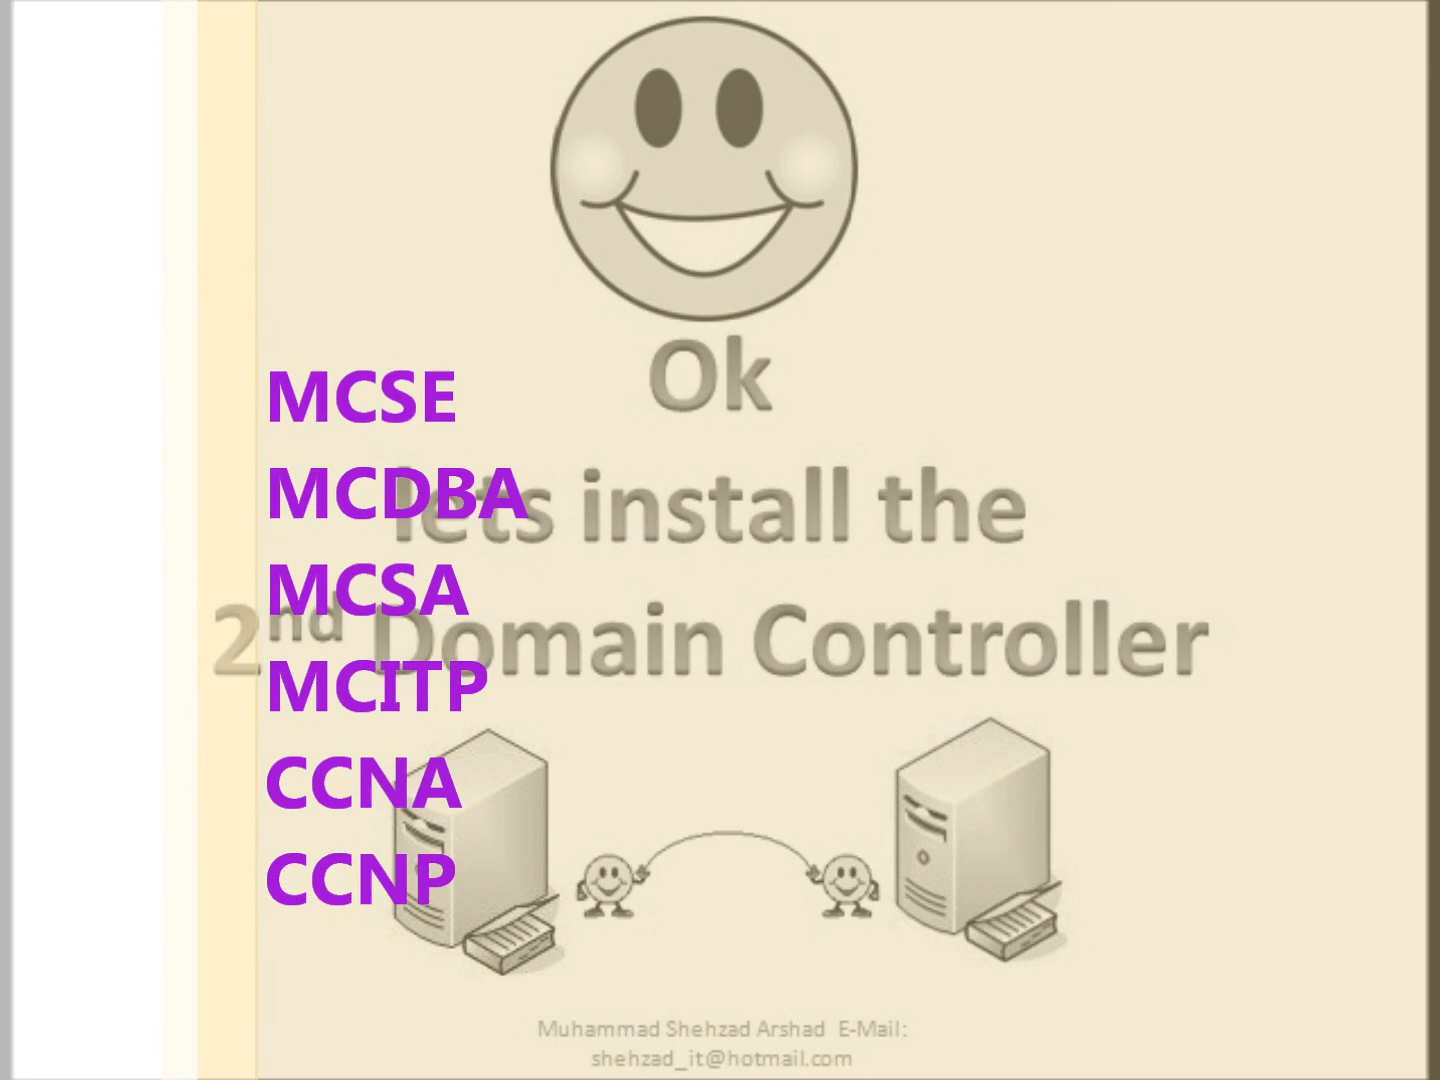 Ok
lets install the
2nd Domain Controller
MCSE
MCDBA
MCSA
MCITP
CCNA
CCNP
Muhammad Shehzad Arshad E-Mail:
shehzad_it@hotmail.com